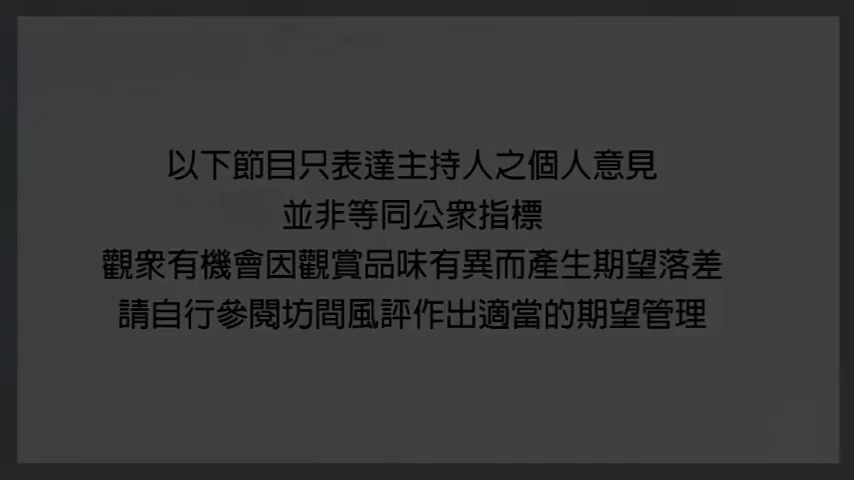 以下節目只表達主持人之個人意見
並非等同公眾指標
觀眾有機會因觀賞品味有異而產生期望落差
請自行參閱坊間風評作出適當的期望管理